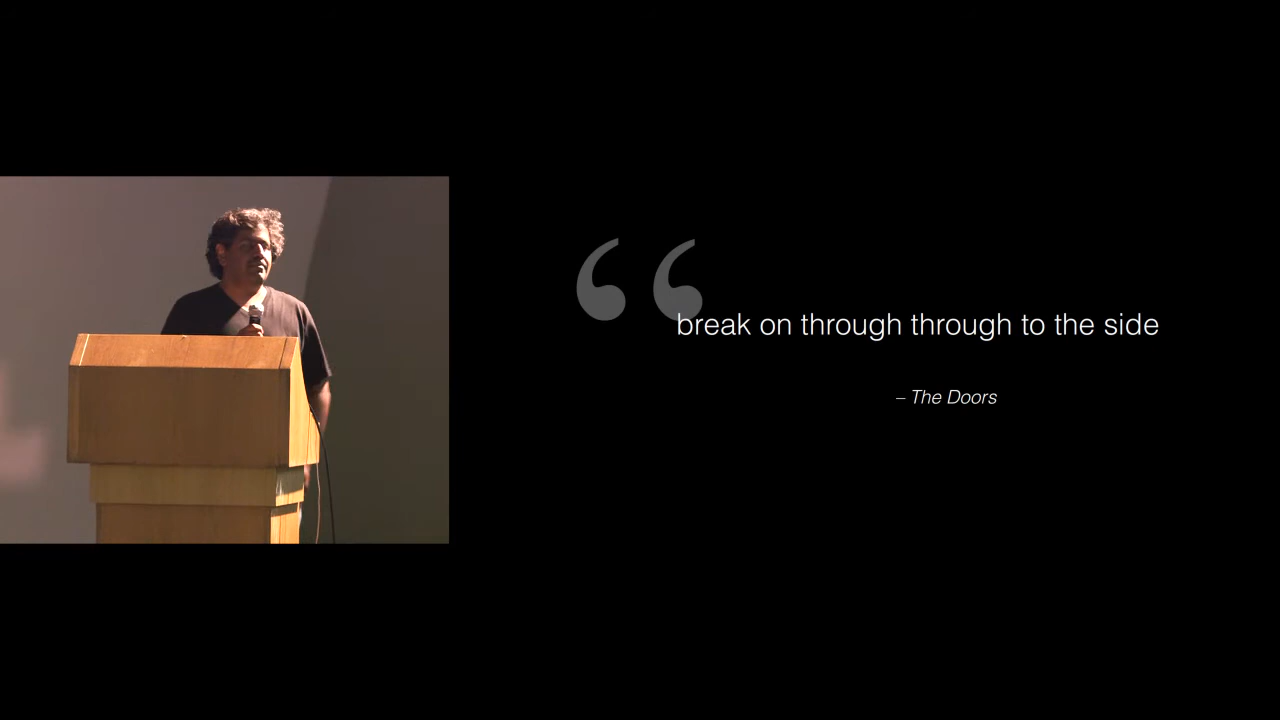 “
break on through through to the side
– The Doors